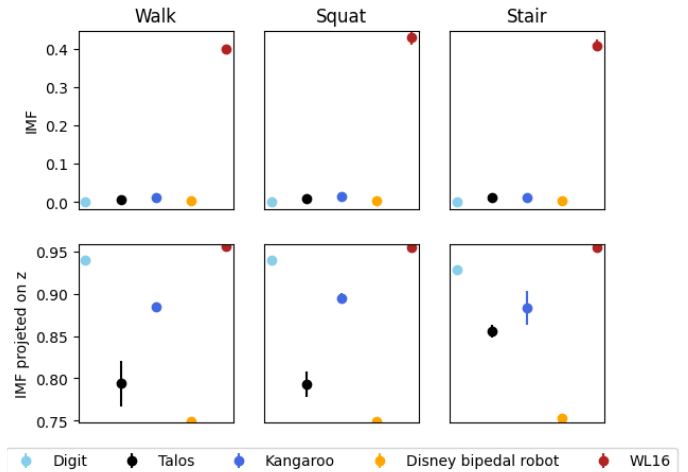 Walk Squat Stair
IMF
0.4
0.3
0.2
0.1
0.0
IMF projeted on z
0.95
0.90
0.85
0.80
0.75
Digit Talos Kangaroo Disney bipedal robot WL16